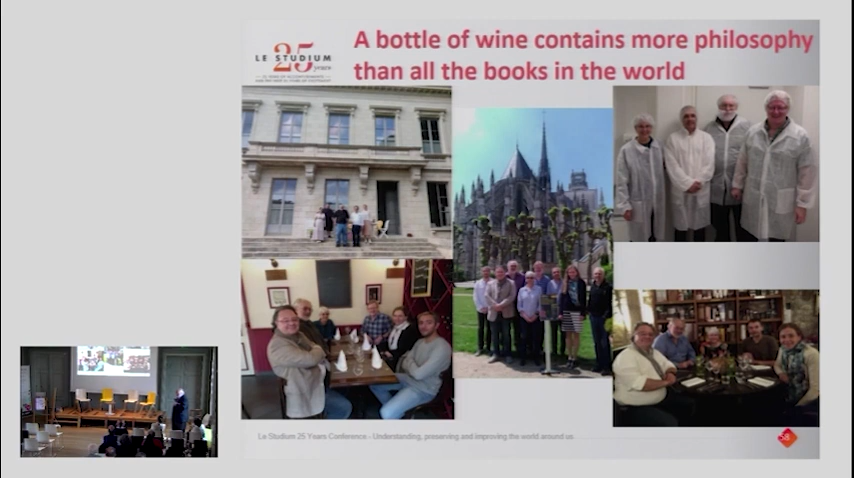 LE STUDIUM
25
years
A bottle of wine contains more philosophy
than all the books in the world
Le Studium 25 Years Conference - Understanding, preserving and improving the world around us
58